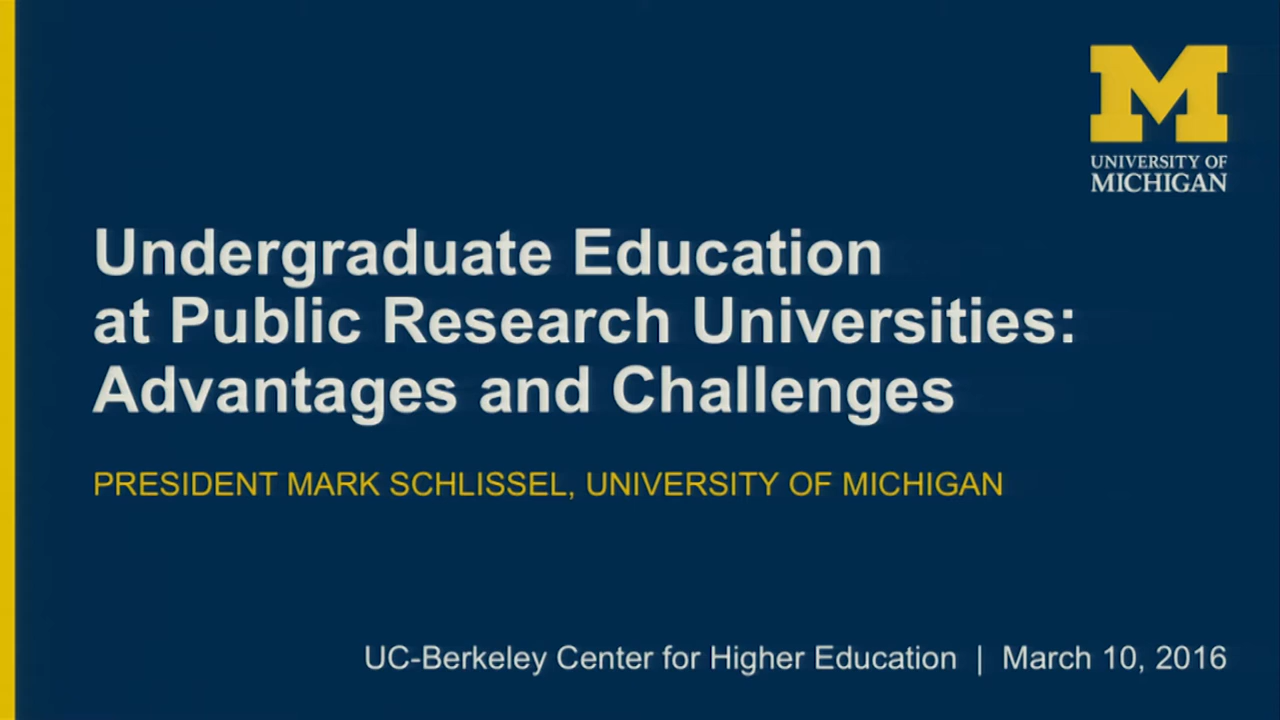 M
UNIVERSITY OF
MICHIGAN
Undergraduate Education
at Public Research Universities:
Advantages and Challenges
PRESIDENT MARK SCHLISSEL, UNIVERSITY OF MICHIGAN
UC-Berkeley Center for Higher Education | March 10, 2016